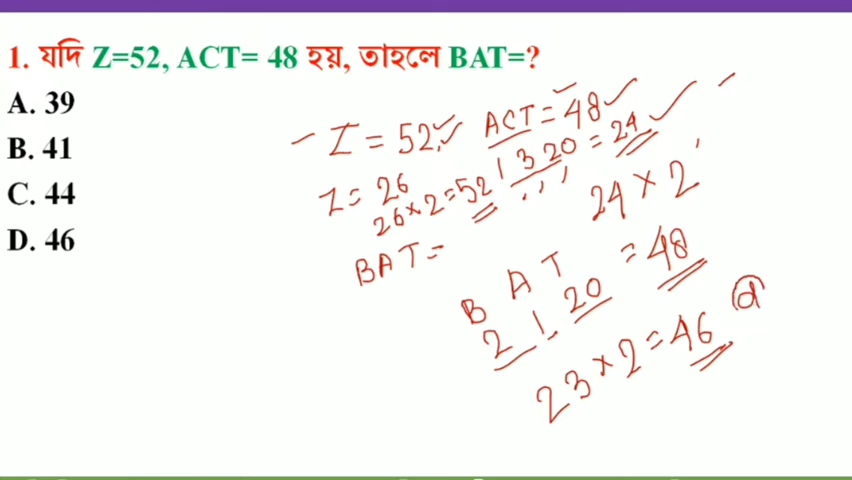 1. যদি Z=52, ACT= 48 হয়, তাহলে BAT=?
A. 39
B. 41
C. 44
D. 46
Z = 52, ACT = 48
1 3 20 = 24
Z = 26
26 × 2 = 52
24 × 2
= 48
BAT =
B A T
2 1 20
23 × 2 = 46 d